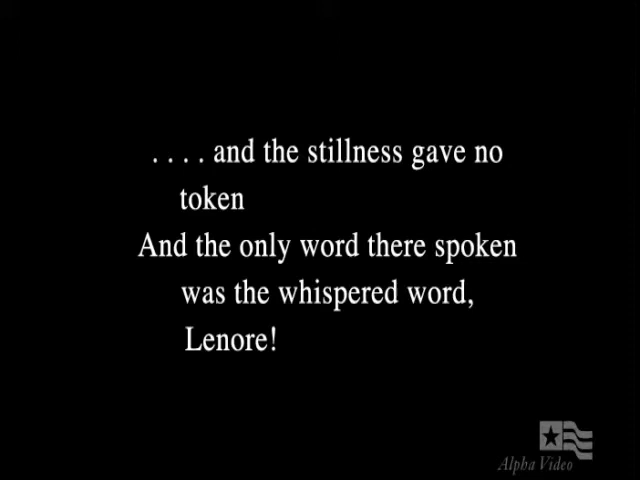 . . . . and the stillness gave no
token
And the only word there spoken
was the whispered word,
Lenore!
Alpha Video